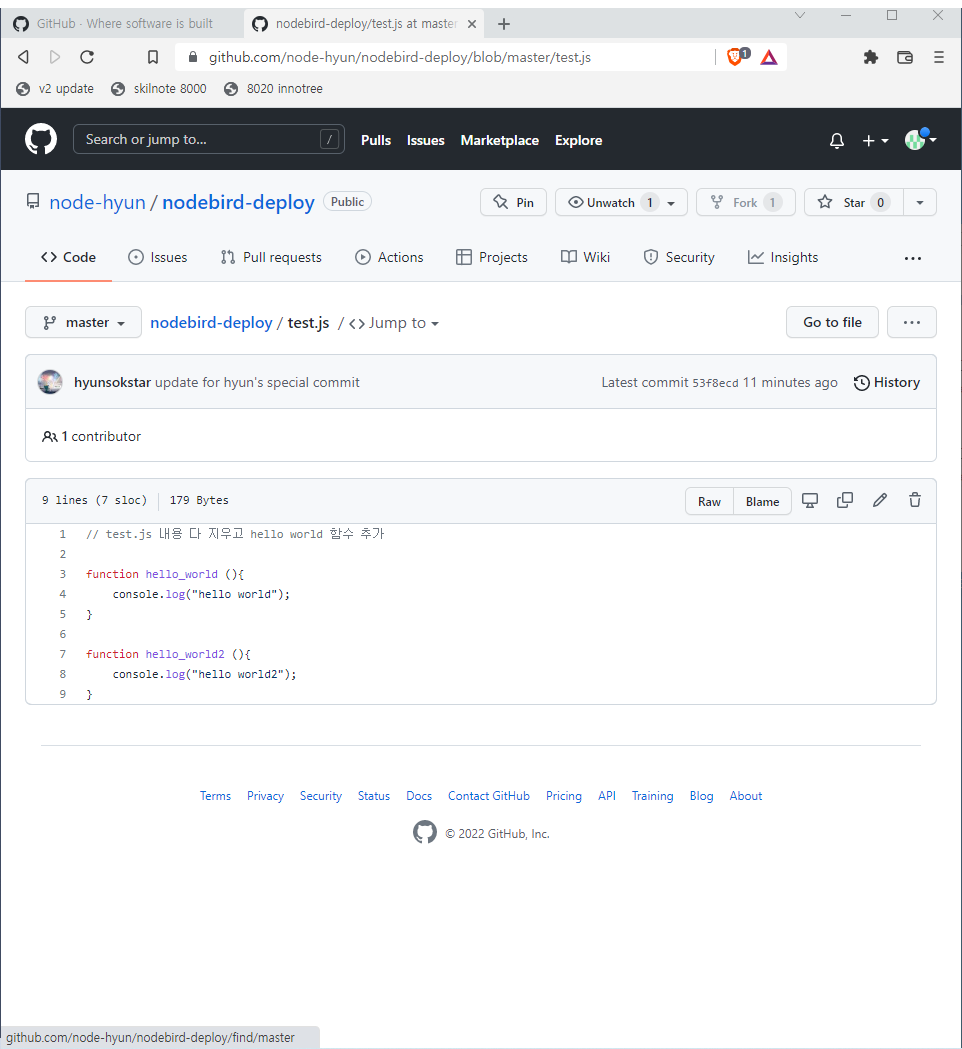 GitHub · Where software is built
nodebird-deploy/test.js at master
github.com/node-hyun/nodebird-deploy/blob/master/test.js
1
v2 update
skilnote 8000
8020 innotree
Search or jump to...
/
Pulls
Issues
Marketplace
Explore
node-hyun / nodebird-deploy
Public
Pin
Unwatch 1
Fork 1
Star 0
Code
Issues
Pull requests
Actions
Projects
Wiki
Security
Insights
master
nodebird-deploy / test.js / <> Jump to
Go to file
hyunsokstar update for hyun's special commit
Latest commit 53f8ecd 11 minutes ago
History
1 contributor
9 lines (7 sloc)
179 Bytes
Raw
Blame
1 // test.js 내용 다 지우고 hello world 함수 추가
2
3 function hello_world (){
4     console.log("hello world");
5 }
6
7 function hello_world2 (){
8     console.log("hello world2");
9 }
Terms
Privacy
Security
Status
Docs
Contact GitHub
Pricing
API
Training
Blog
About
© 2022 GitHub, Inc.
github.com/node-hyun/nodebird-deploy/find/master